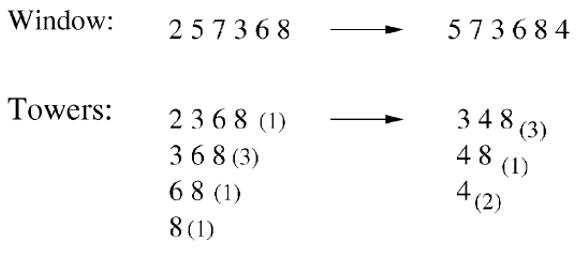 Window: 2 5 7 3 6 8 → 5 7 3 6 8 4
Towers: 2 3 6 8 (1) → 3 4 8 (3)
3 6 8 (3) 4 8 (1)
6 8 (1) 4 (2)
8 (1)